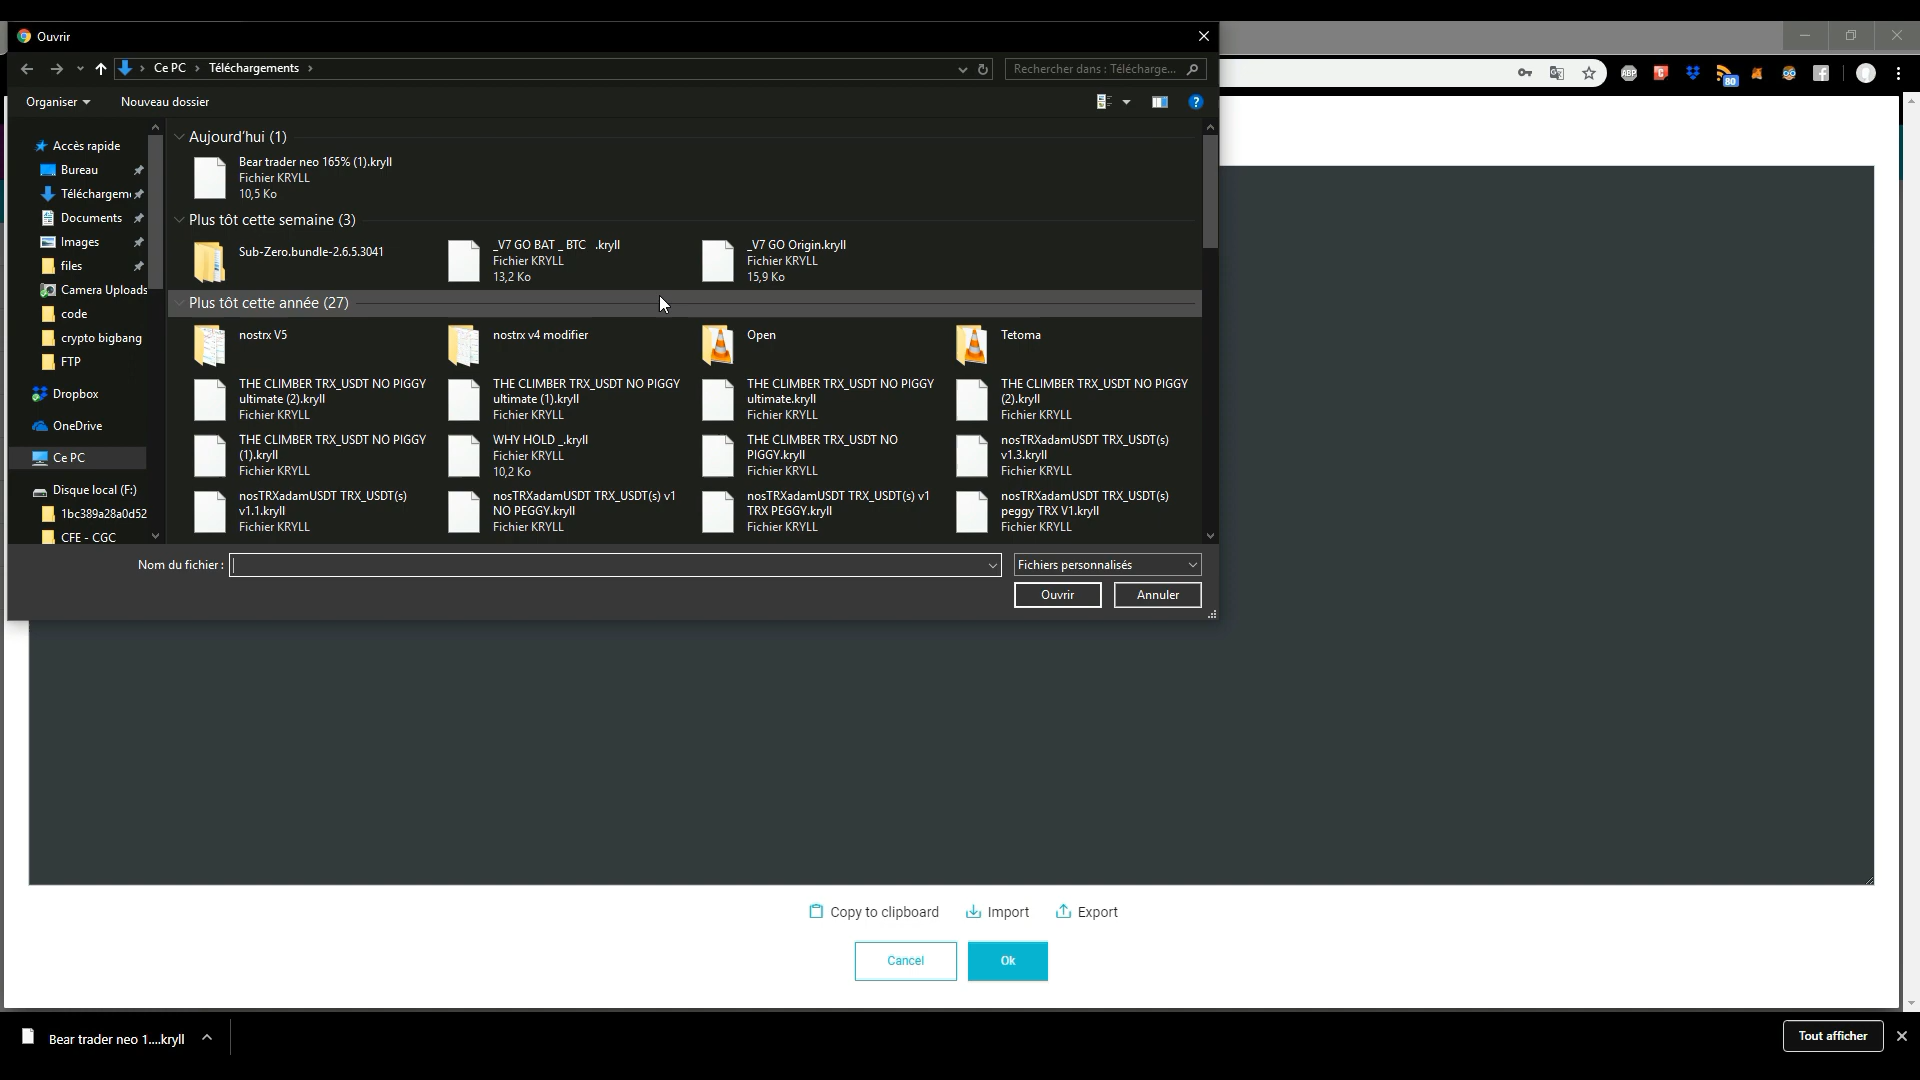 Ouvrir
Ce PC
Téléchargements
Rechercher dans : Télécharge...
Organiser
Nouveau dossier
Accès rapide
Bureau
Téléchargem
Documents
Images
files
Camera Uploads
code
crypto bigbang
FTP
Dropbox
OneDrive
Ce PC
Disque local (F:)
1bc389a28a0d52
CFE - CGC
Aujourd'hui (1)
Bear trader neo 165% (1).kryll
Fichier KRYLL
10,5 Ko
Plus tôt cette semaine (3)
Sub-Zero.bundle-2.6.5.3041
_V7 GO BAT _ BTC .kryll
Fichier KRYLL
13,2 Ko
_V7 GO Origin.kryll
Fichier KRYLL
15,9 Ko
Plus tôt cette année (27)
nostrx V5
nostrx v4 modifier
Open
Tetoma
THE CLIMBER TRX_USDT NO PIGGY
ultimate (2).kryll
Fichier KRYLL
THE CLIMBER TRX_USDT NO PIGGY
ultimate (1).kryll
Fichier KRYLL
THE CLIMBER TRX_USDT NO PIGGY
ultimate.kryll
Fichier KRYLL
THE CLIMBER TRX_USDT NO PIGGY
(2).kryll
Fichier KRYLL
THE CLIMBER TRX_USDT NO PIGGY
(1).kryll
Fichier KRYLL
WHY HOLD _.kryll
Fichier KRYLL
10,2 Ko
THE CLIMBER TRX_USDT NO
PIGGY.kryll
Fichier KRYLL
nosTRXadamUSDT TRX_USDT(s)
v1.3.kryll
Fichier KRYLL
nosTRXadamUSDT TRX_USDT(s)
v1.1.kryll
Fichier KRYLL
nosTRXadamUSDT TRX_USDT(s) v1
NO PEGGY.kryll
Fichier KRYLL
nosTRXadamUSDT TRX_USDT(s) v1
TRX PEGGY.kryll
Fichier KRYLL
nosTRXadamUSDT TRX_USDT(s)
peggy TRX V1.kryll
Fichier KRYLL
Nom du fichier :
Fichiers personnalisés
Ouvrir
Annuler
ABP
80
Copy to clipboard
Import
Export
Cancel
Ok
Bear trader neo 1....kryll
Tout afficher